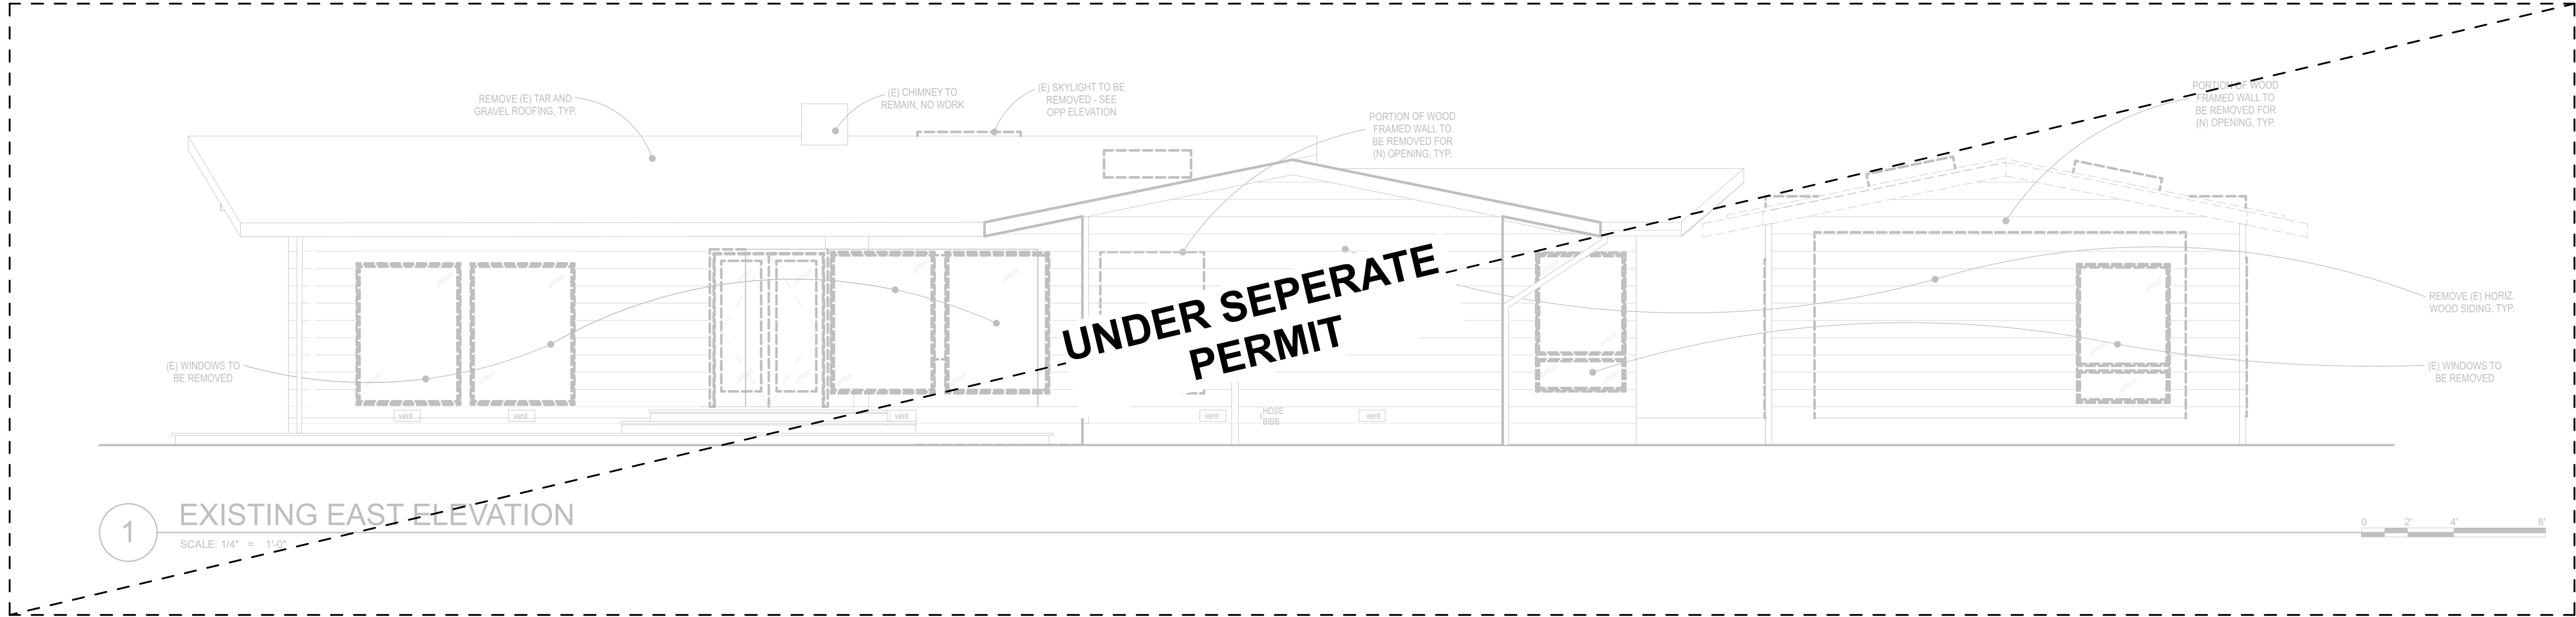 REMOVE (E) TAR AND
GRAVEL ROOFING, TYP.
(E) CHIMNEY TO
REMAIN, NO WORK
(E) SKYLIGHT TO BE
REMOVED - SEE
OPP ELEVATION
PORTION OF WOOD
FRAMED WALL TO
BE REMOVED FOR
(N) OPENING, TYP.
PORTION OF WOOD
FRAMED WALL TO
BE REMOVED FOR
(N) OPENING, TYP.
UNDER SEPERATE
PERMIT
REMOVE (E) HORIZ.
WOOD SIDING, TYP.
(E) WINDOWS TO
BE REMOVED
(E) WINDOWS TO
BE REMOVED
vent
vent
vent
vent
HOSE
BIBB
vent
1
EXISTING EAST ELEVATION
SCALE: 1/4" = 1'-0"
0 2' 4' 8'